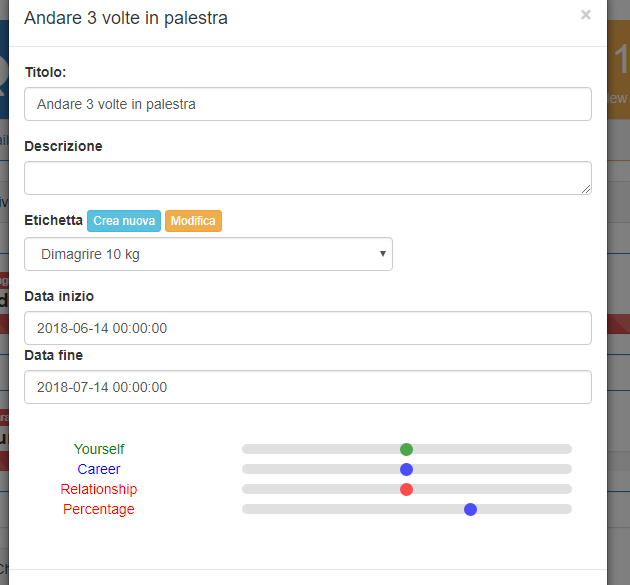 Andare 3 volte in palestra ×
Titolo:
Andare 3 volte in palestra
Descrizione
Etichetta Crea nuova Modifica
Dimagrire 10 kg
Data inizio
2018-06-14 00:00:00
Data fine
2018-07-14 00:00:00
Yourself
Career
Relationship
Percentage